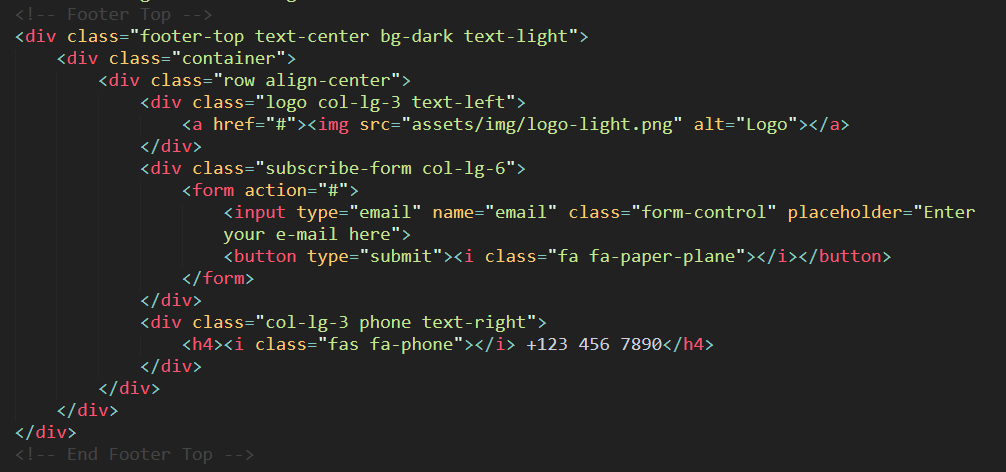 <!-- Footer Top -->
<div class="footer-top text-center bg-dark text-light">
<div class="container">
<div class="row align-center">
<div class="logo col-lg-3 text-left">
<a href="#"><img src="assets/img/logo-light.png" alt="Logo"></a>
</div>
<div class="subscribe-form col-lg-6">
<form action="#">
<input type="email" name="email" class="form-control" placeholder="Enter
your e-mail here">
<button type="submit"><i class="fa fa-paper-plane"></i></button>
</form>
</div>
<div class="col-lg-3 phone text-right">
<h4><i class="fas fa-phone"></i> +123 456 7890</h4>
</div>
</div>
</div>
</div>
<!-- End Footer Top -->